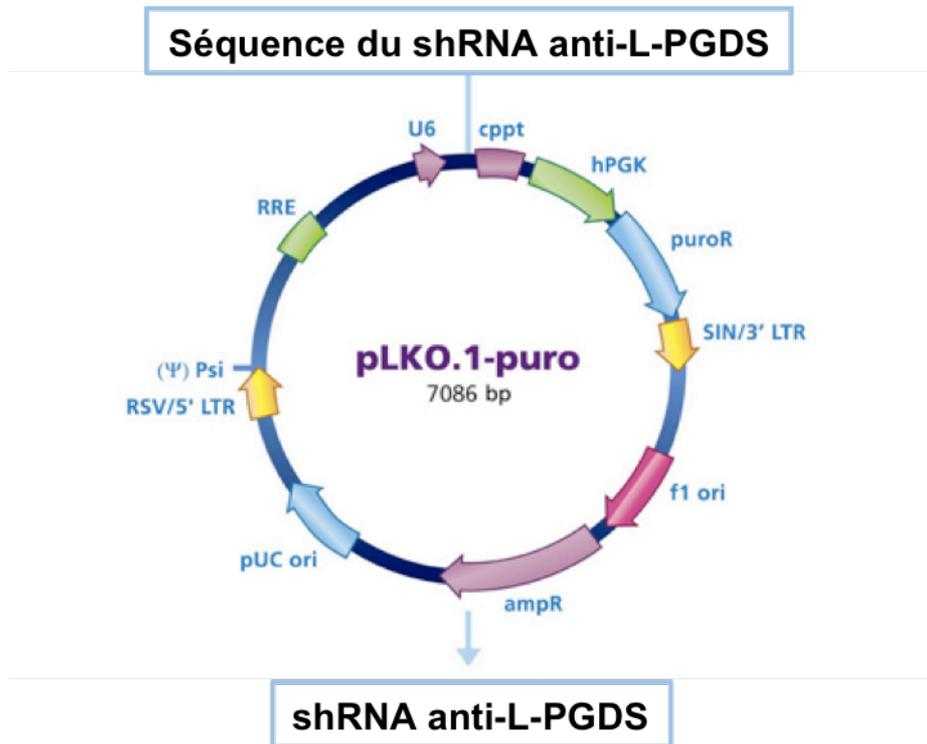 Séquence du shRNA anti-L-PGDS
U6
cppt
hPGK
RRE
puroR
SIN/3' LTR
pLKO.1-puro
7086 bp
(Ψ) Psi
RSV/5' LTR
f1 ori
pUC ori
ampR
shRNA anti-L-PGDS